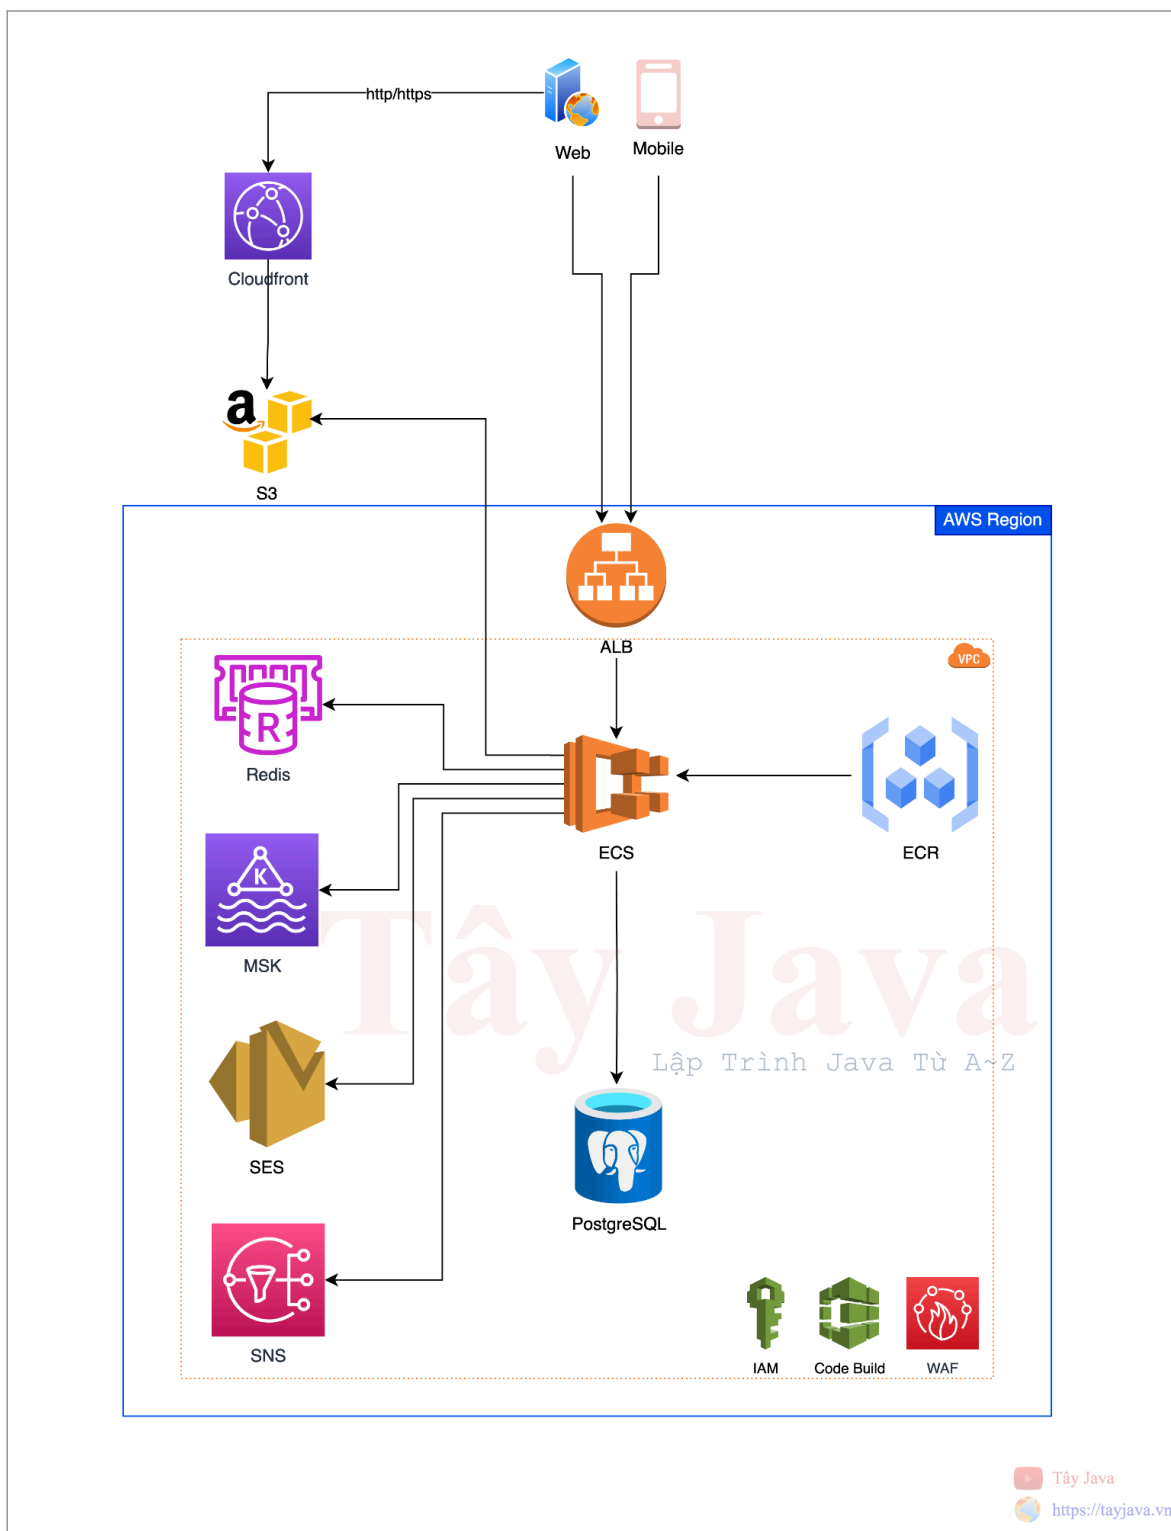 http/https
Web
Mobile
Cloudfront
a
S3
AWS Region
ALB
VPC
R
Redis
ECS
ECR
K
MSK
Tây Java
Lập Trình Java Từ A~Z
SES
PostgreSQL
SNS
IAM
Code Build
WAF
Tây Java
https://tayjava.vn